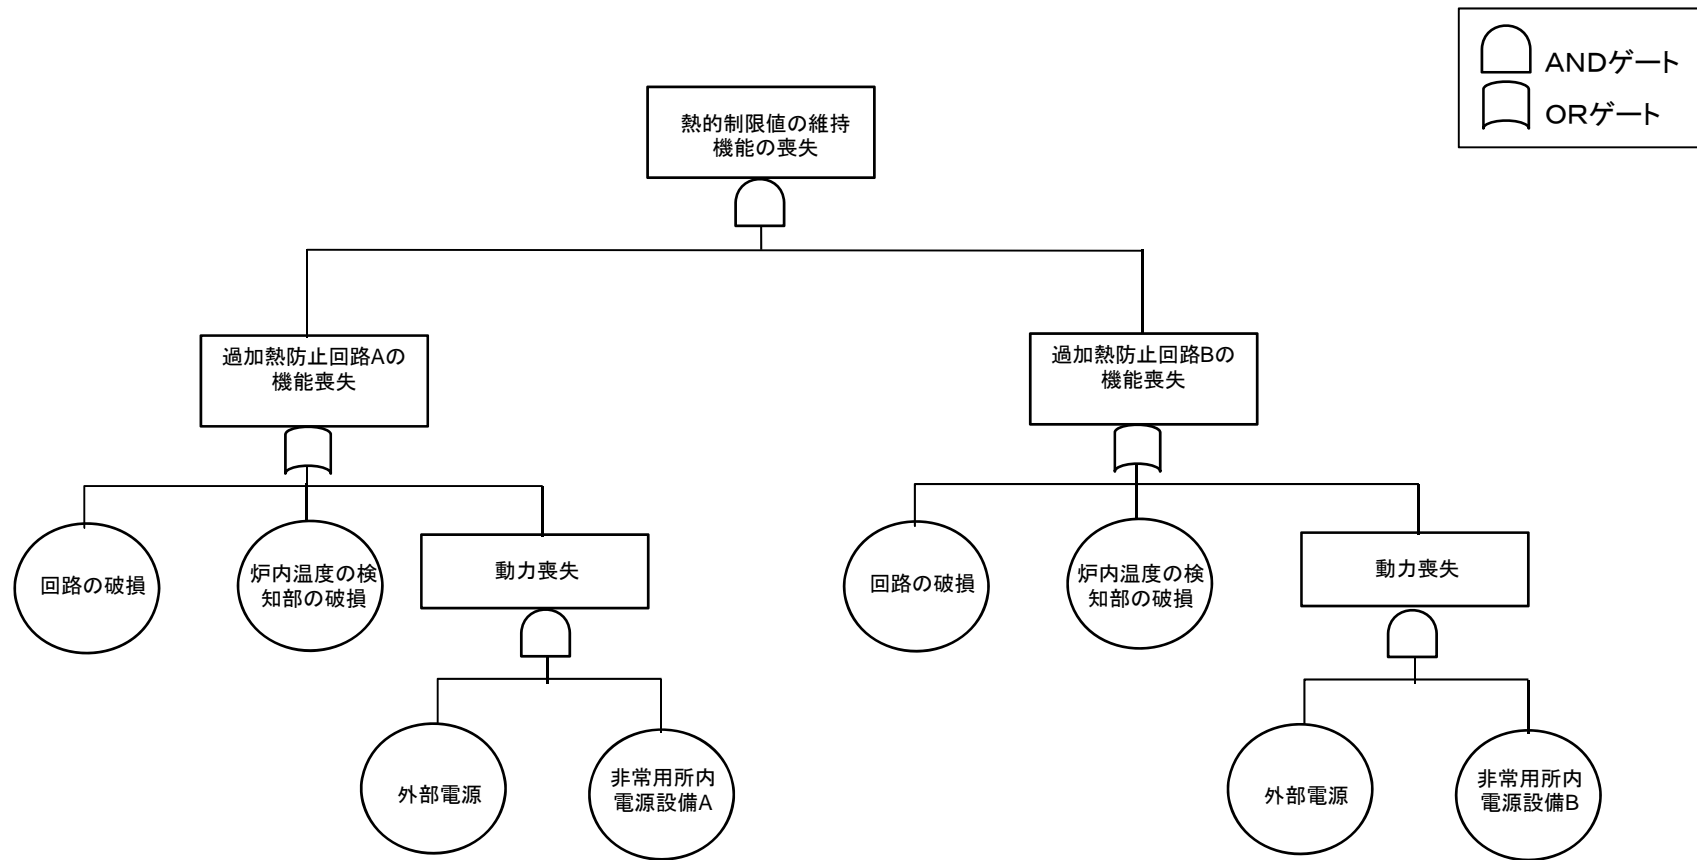 ANDゲート
ORゲート
熱的制限値の維持
機能の喪失
過加熱防止回路Aの
機能喪失
過加熱防止回路Bの
機能喪失
回路の破損
炉内温度の検
知部の破損
動力喪失
回路の破損
炉内温度の検
知部の破損
動力喪失
外部電源
非常用所内
電源設備A
外部電源
非常用所内
電源設備B